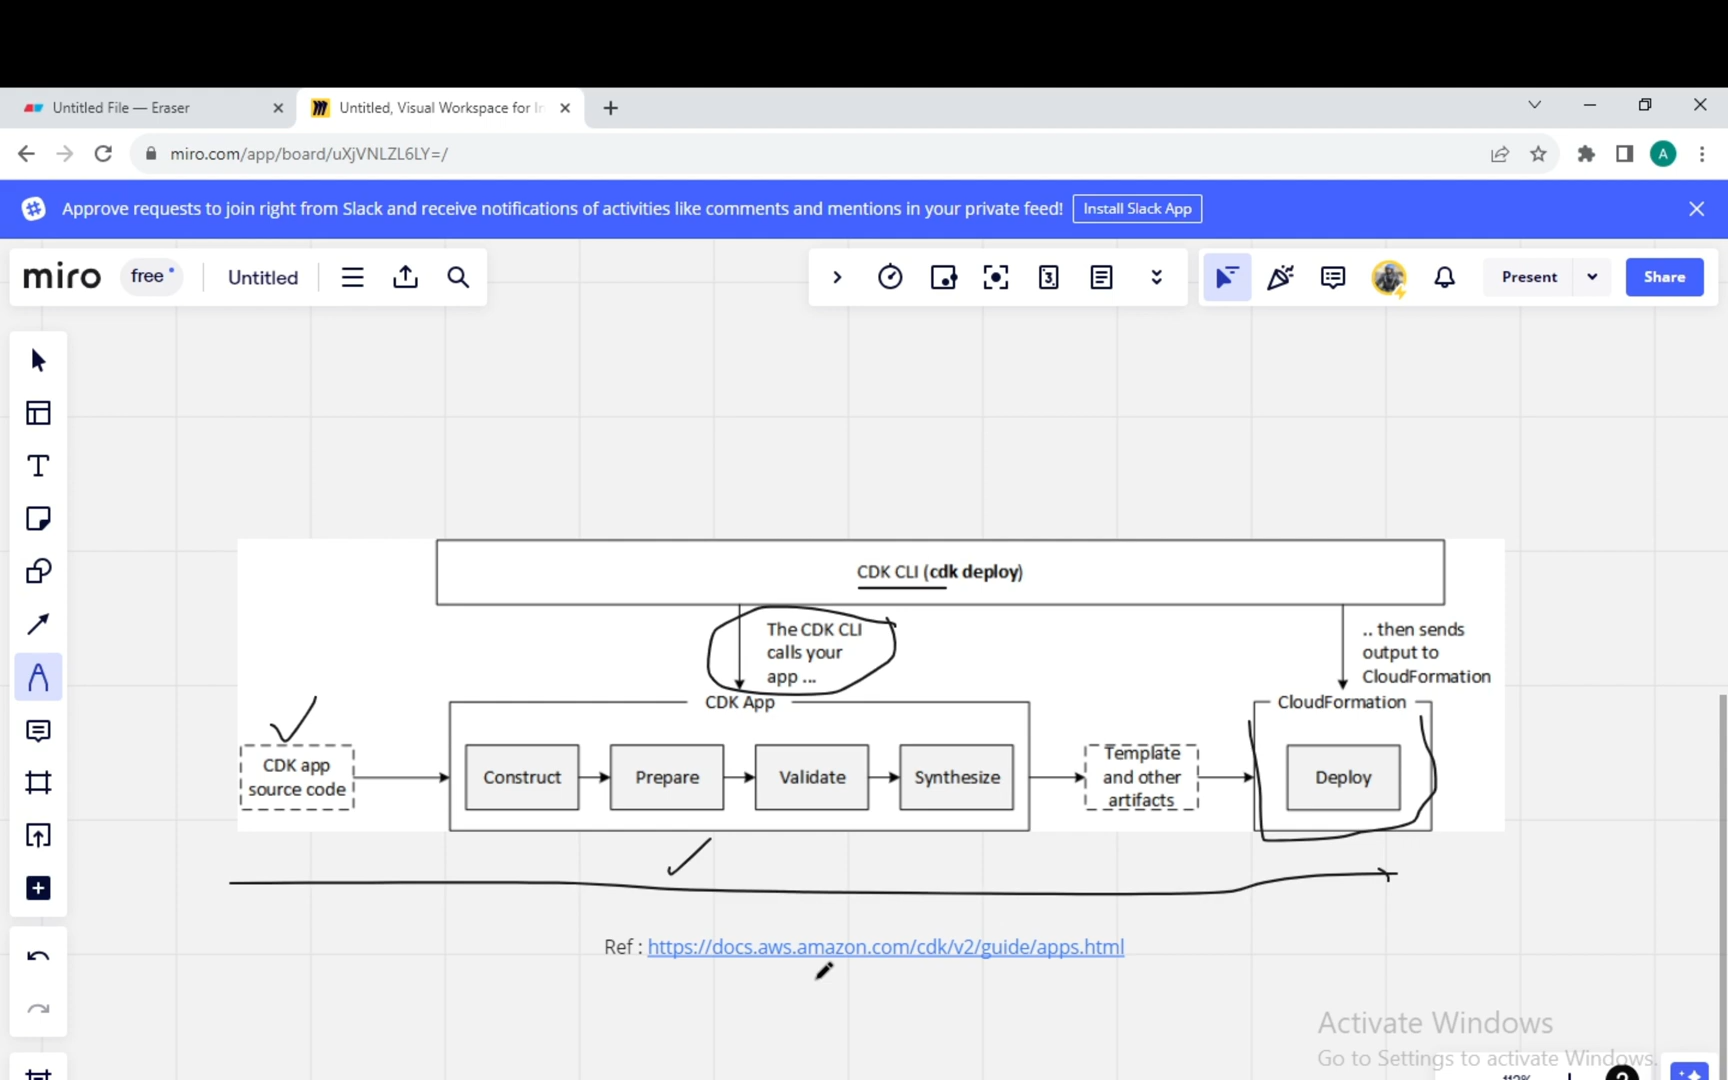 Untitled File — Eraser
Untitled, Visual Workspace for In
miro.com/app/board/uXjVNLZL6LY=/
A
Approve requests to join right from Slack and receive notifications of activities like comments and mentions in your private feed!
Install Slack App
miro
free
Untitled
Present
Share
CDK CLI (cdk deploy)
The CDK CLI
calls your
app ...
.. then sends
output to
CloudFormation
CDK App
CloudFormation
CDK app
source code
Construct
Prepare
Validate
Synthesize
Template
and other
artifacts
Deploy
Ref : https://docs.aws.amazon.com/cdk/v2/guide/apps.html
Activate Windows
Go to Settings to activate Windows.